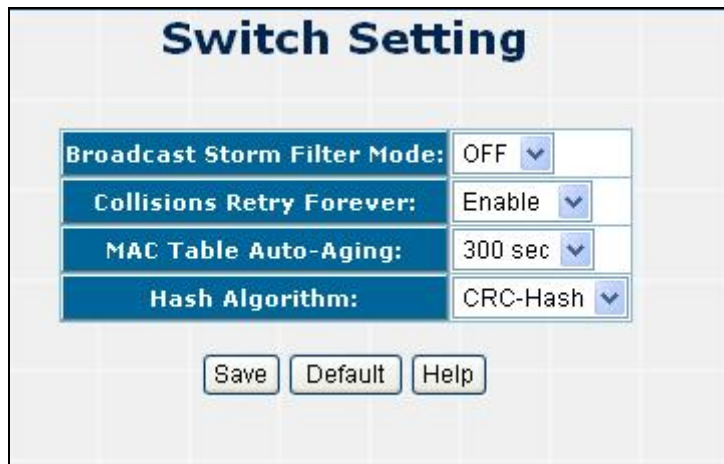 Switch Setting
Broadcast Storm Filter Mode: OFF
Collisions Retry Forever: Enable
MAC Table Auto-Aging: 300 sec
Hash Algorithm: CRC-Hash
Save Default Help